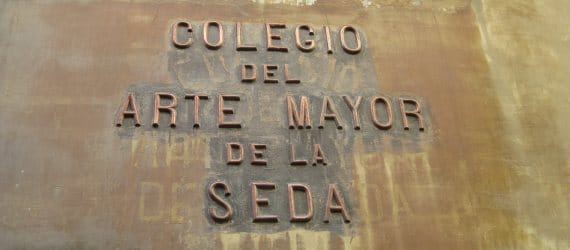 COLEGIO
DEL
ARTE MAYOR
DE LA
SEDA